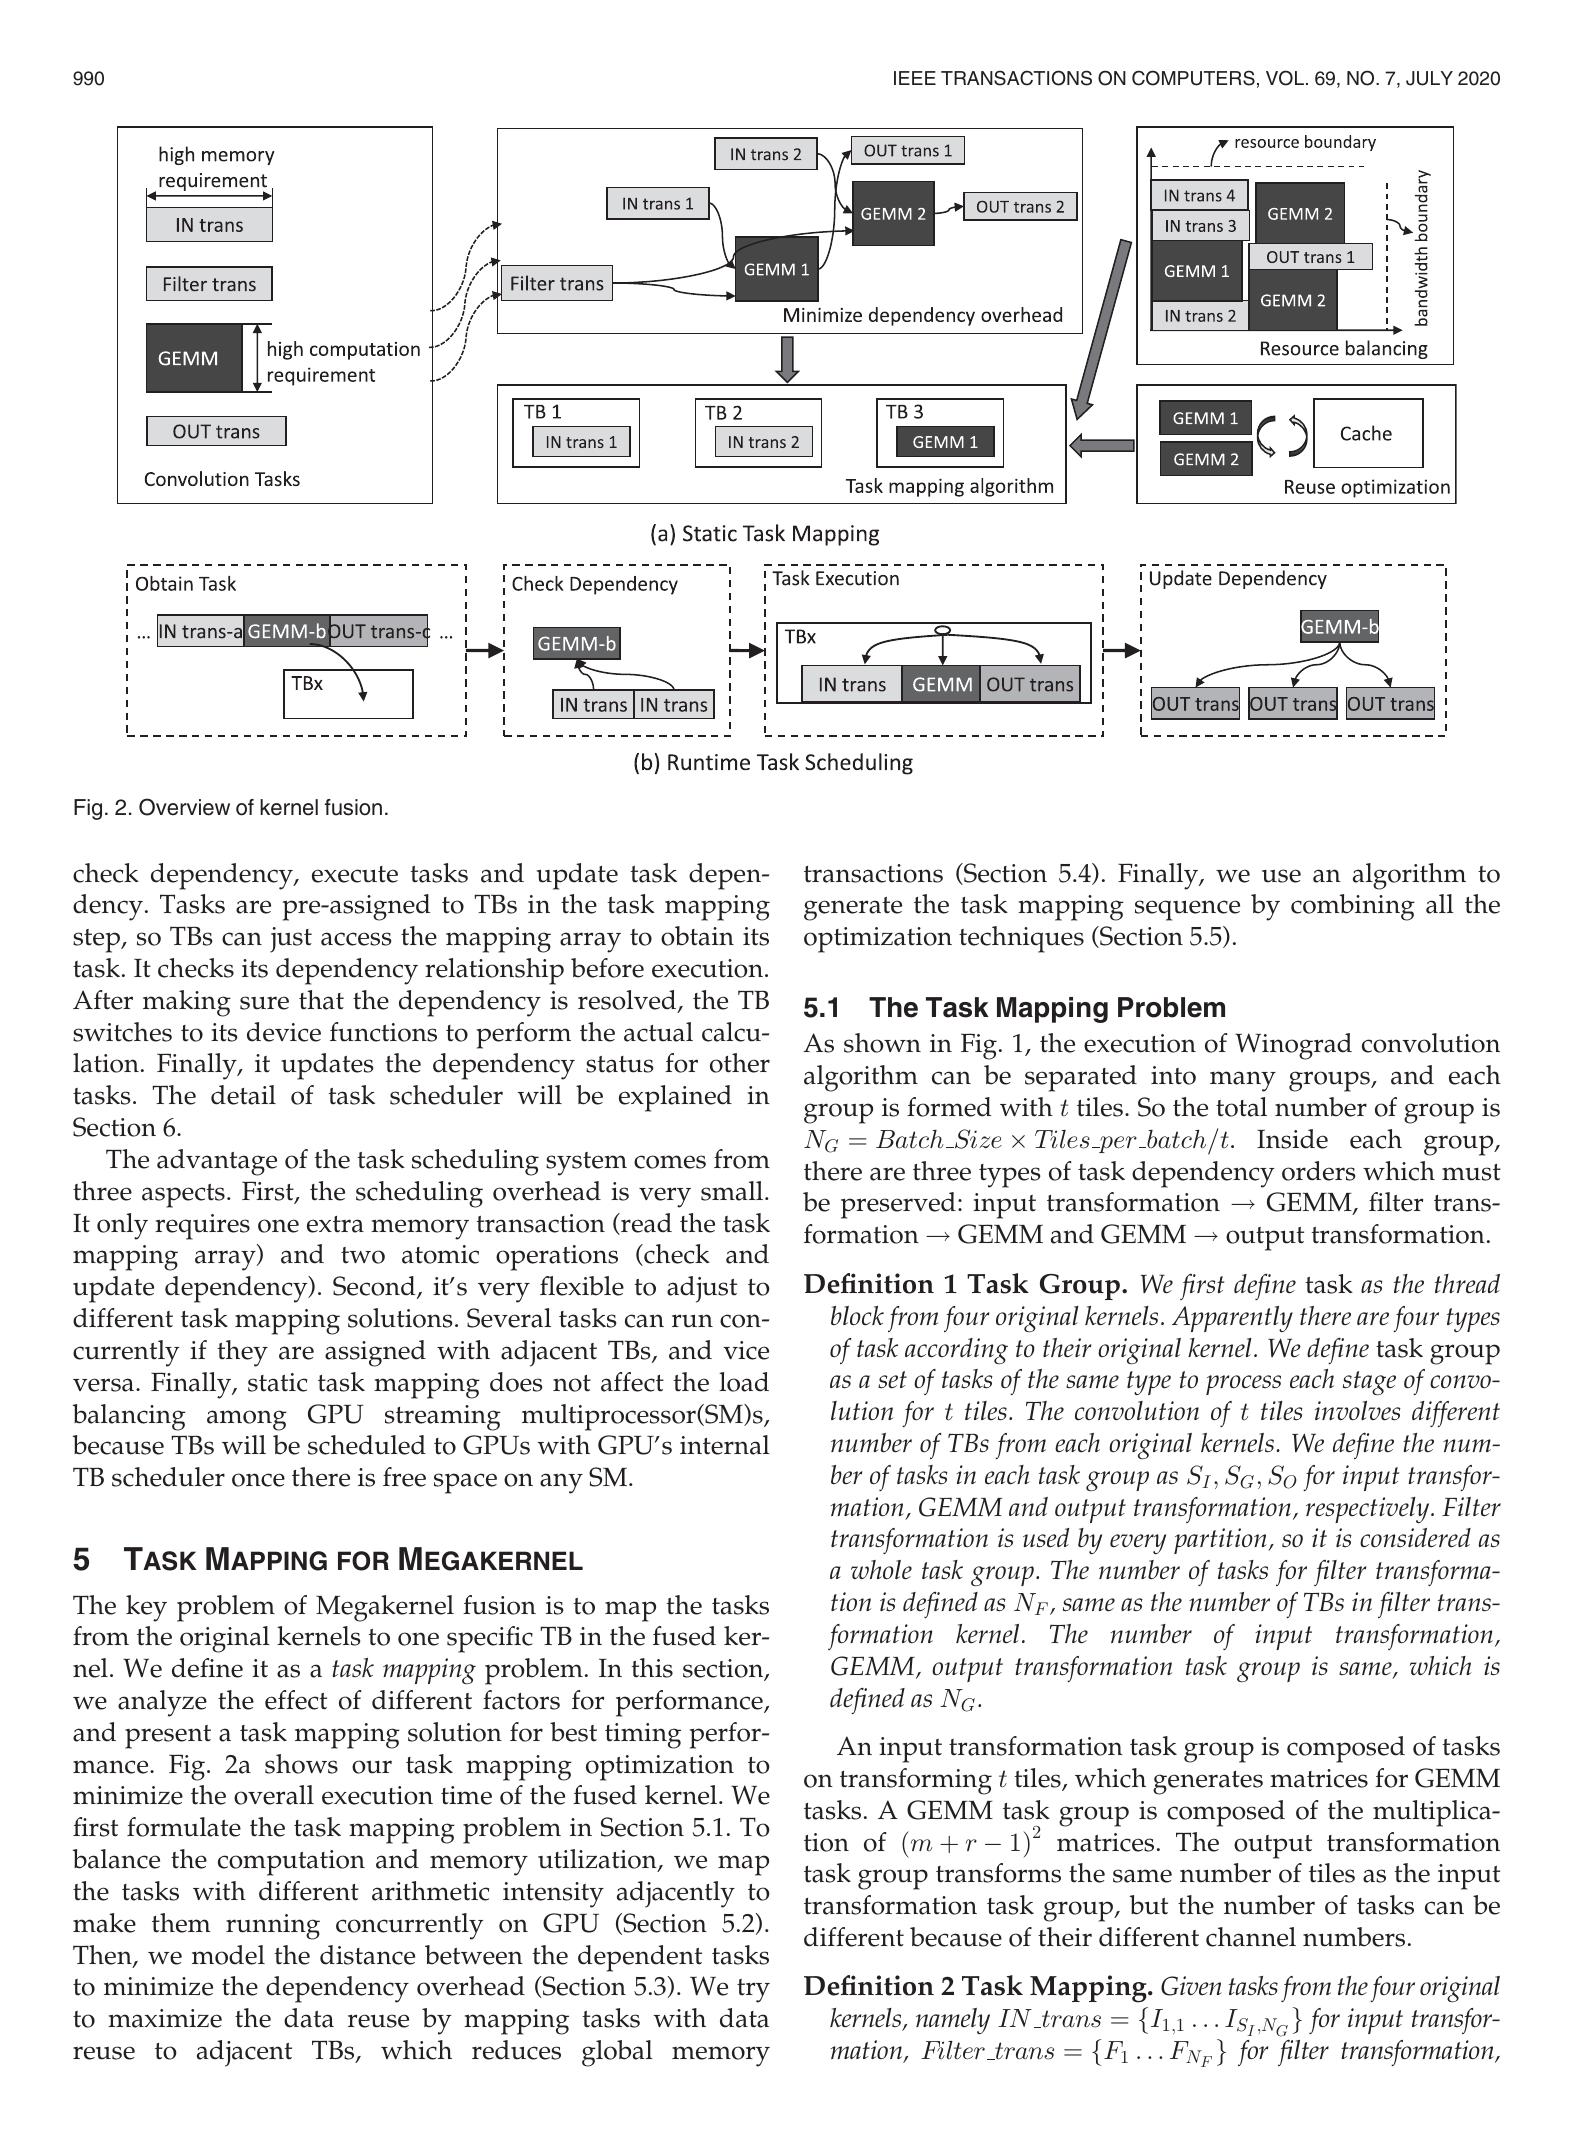 990
IEEE TRANSACTIONS ON COMPUTERS, VOL. 69, NO. 7, JULY 2020
high memory
requirement
IN trans
Filter trans
GEMM
high computation
requirement
OUT trans
Convolution Tasks
IN trans 2
OUT trans 1
IN trans 1
GEMM 2
OUT trans 2
Filter trans
GEMM 1
Minimize dependency overhead
resource boundary
IN trans 4
GEMM 2
IN trans 3
GEMM 1
OUT trans 1
GEMM 2
IN trans 2
bandwidth boundary
Resource balancing
TB 1
IN trans 1
TB 2
IN trans 2
TB 3
GEMM 1
Task mapping algorithm
GEMM 1
GEMM 2
Cache
Reuse optimization
(a) Static Task Mapping
Obtain Task
... IN trans-a GEMM-b OUT trans-c ...
TBx
Check Dependency
GEMM-b
IN trans IN trans
Task Execution
TBx
IN trans GEMM OUT trans
Update Dependency
GEMM-b
OUT trans OUT trans OUT trans
(b) Runtime Task Scheduling
Fig. 2. Overview of kernel fusion.
check dependency, execute tasks and update task depen-
dency. Tasks are pre-assigned to TBs in the task mapping
step, so TBs can just access the mapping array to obtain its
task. It checks its dependency relationship before execution.
After making sure that the dependency is resolved, the TB
switches to its device functions to perform the actual calcu-
lation. Finally, it updates the dependency status for other
tasks. The detail of task scheduler will be explained in
Section 6.
The advantage of the task scheduling system comes from
three aspects. First, the scheduling overhead is very small.
It only requires one extra memory transaction (read the task
mapping array) and two atomic operations (check and
update dependency). Second, it's very flexible to adjust to
different task mapping solutions. Several tasks can run con-
currently if they are assigned with adjacent TBs, and vice
versa. Finally, static task mapping does not affect the load
balancing among GPU streaming multiprocessor(SM)s,
because TBs will be scheduled to GPUs with GPU's internal
TB scheduler once there is free space on any SM.
5 TASK MAPPING FOR MEGAKERNEL
The key problem of Megakernel fusion is to map the tasks
from the original kernels to one specific TB in the fused ker-
nel. We define it as a task mapping problem. In this section,
we analyze the effect of different factors for performance,
and present a task mapping solution for best timing perfor-
mance. Fig. 2a shows our task mapping optimization to
minimize the overall execution time of the fused kernel. We
first formulate the task mapping problem in Section 5.1. To
balance the computation and memory utilization, we map
the tasks with different arithmetic intensity adjacently to
make them running concurrently on GPU (Section 5.2).
Then, we model the distance between the dependent tasks
to minimize the dependency overhead (Section 5.3). We try
to maximize the data reuse by mapping tasks with data
reuse to adjacent TBs, which reduces global memory
transactions (Section 5.4). Finally, we use an algorithm to
generate the task mapping sequence by combining all the
optimization techniques (Section 5.5).
5.1 The Task Mapping Problem
As shown in Fig. 1, the execution of Winograd convolution
algorithm can be separated into many groups, and each
group is formed with t tiles. So the total number of group is
N_G = Batch_Size × Tiles_per_batch/t. Inside each group,
there are three types of task dependency orders which must
be preserved: input transformation → GEMM, filter trans-
formation → GEMM and GEMM → output transformation.
Definition 1 Task Group. We first define task as the thread
block from four original kernels. Apparently there are four types
of task according to their original kernel. We define task group
as a set of tasks of the same type to process each stage of convo-
lution for t tiles. The convolution of t tiles involves different
number of TBs from each original kernels. We define the num-
ber of tasks in each task group as S_I, S_G, S_O for input transfor-
mation, GEMM and output transformation, respectively. Filter
transformation is used by every partition, so it is considered as
a whole task group. The number of tasks for filter transforma-
tion is defined as N_F, same as the number of TBs in filter trans-
formation kernel. The number of input transformation,
GEMM, output transformation task group is same, which is
defined as N_G.
An input transformation task group is composed of tasks
on transforming t tiles, which generates matrices for GEMM
tasks. A GEMM task group is composed of the multiplica-
tion of (m + r − 1)² matrices. The output transformation
task group transforms the same number of tiles as the input
transformation task group, but the number of tasks can be
different because of their different channel numbers.
Definition 2 Task Mapping. Given tasks from the four original
kernels, namely IN_trans = {I_{1,1} ... I_{S_I,N_G}} for input transfor-
mation, Filter_trans = {F_1 ... F_{N_F}} for filter transformation,